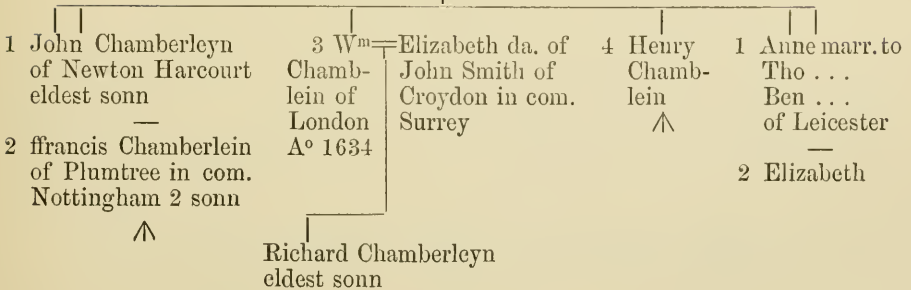 1 John Chamberleyn
of Newton Harcourt
eldest sonn
2 ffrancis Chamberlein
of Plumtree in com.
Nottingham 2 sonn
3 Wm
Chamb-
lein of
London
Ao 1634
Elizabeth da. of
John Smith of
Croydon in com.
Surrey
4 Henry
Chamb-
lein
1 Anne marr. to
Tho . . .
Ben . . .
of Leicester
2 Elizabeth
Richard Chamberleyn
eldest sonn